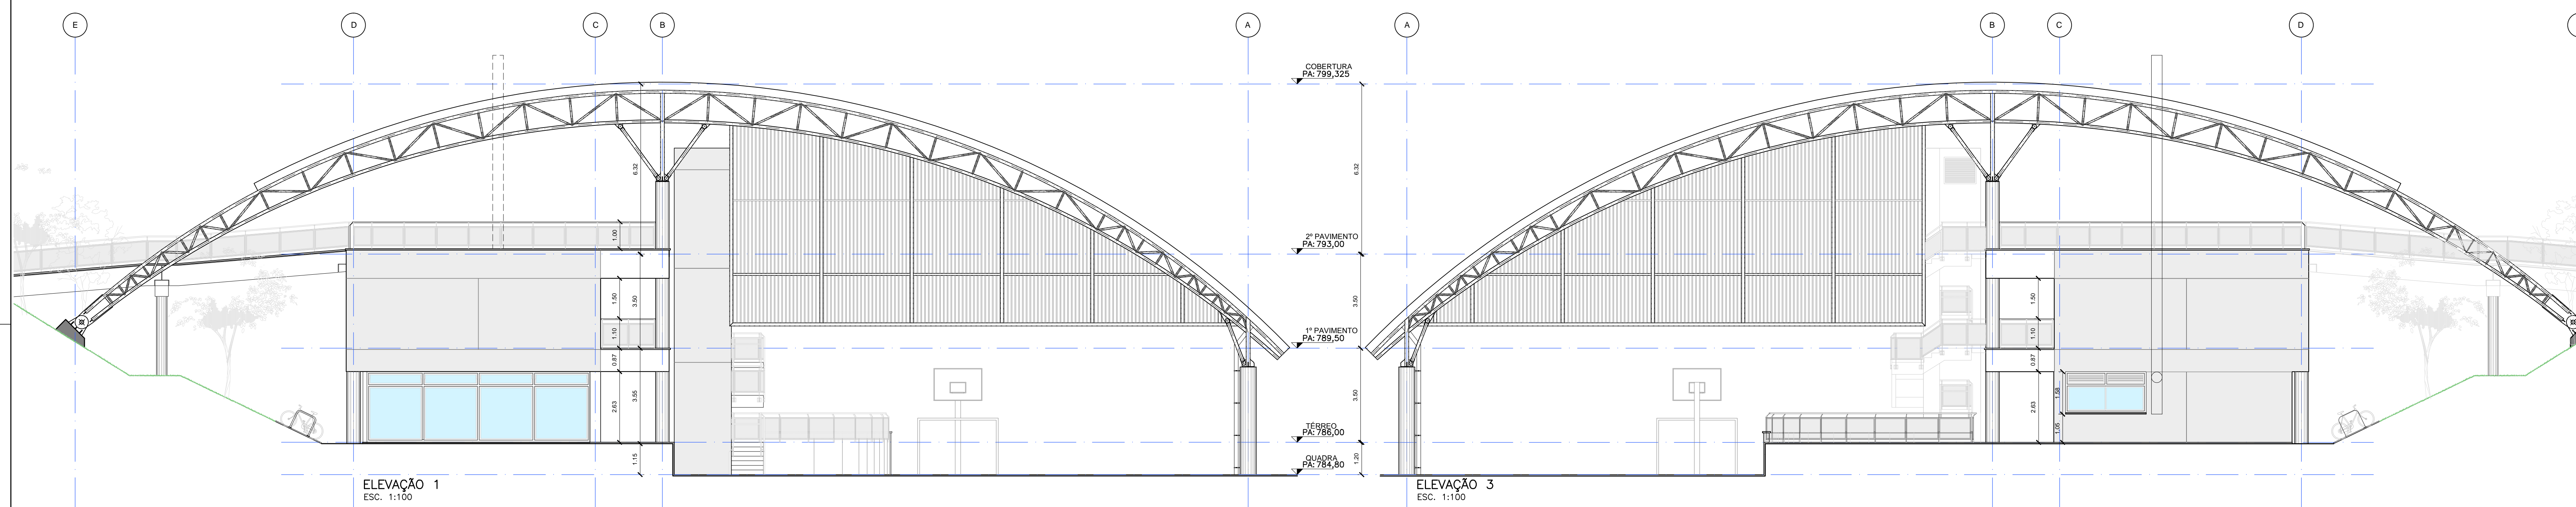 E
D
C
B
A
A
B
C
D
COBERTURA
PA: 799,325
6.32
6.32
1.00
2º PAVIMENTO
PA: 793,00
1.50
3.50
3.50
1.50
1.10
1.10
1º PAVIMENTO
PA: 789,50
0.87
0.87
2.63
3.55
3.50
2.63
1.58
TÉRREO
PA: 786,00
1.05
1.15
1.20
QUADRA
PA: 784,80
ELEVAÇÃO 1
ESC. 1:100
ELEVAÇÃO 3
ESC. 1:100